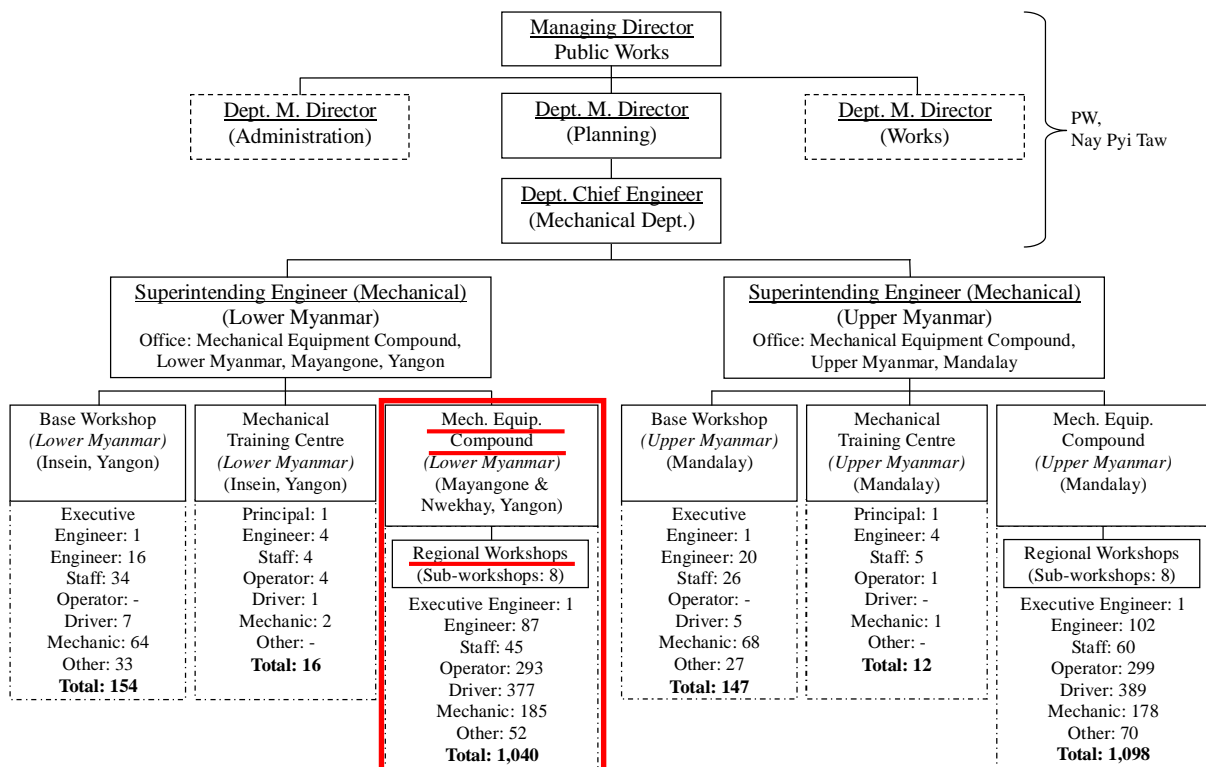 Managing Director
Public Works
Dept. M. Director
(Administration)
Dept. M. Director
(Planning)
Dept. M. Director
(Works)
PW,
Nay Pyi Taw
Dept. Chief Engineer
(Mechanical Dept.)
Superintending Engineer (Mechanical)
(Lower Myanmar)
Office: Mechanical Equipment Compound,
Lower Myanmar, Mayangone, Yangon
Superintending Engineer (Mechanical)
(Upper Myanmar)
Office: Mechanical Equipment Compound,
Upper Myanmar, Mandalay
Base Workshop
(Lower Myanmar)
(Insein, Yangon)
Executive
Engineer: 1
Engineer: 16
Staff: 34
Operator: -
Driver: 7
Mechanic: 64
Other: 33
Total: 154
Mechanical
Training Centre
(Lower Myanmar)
(Insein, Yangon)
Principal: 1
Engineer: 4
Staff: 4
Operator: 4
Driver: 1
Mechanic: 2
Other: -
Total: 16
Mech. Equip.
Compound
(Lower Myanmar)
(Mayangone &
Nwekhay, Yangon)
Regional Workshops
(Sub-workshops: 8)
Executive Engineer: 1
Engineer: 87
Staff: 45
Operator: 293
Driver: 377
Mechanic: 185
Other: 52
Total: 1,040
Base Workshop
(Upper Myanmar)
(Mandalay)
Executive
Engineer: 1
Engineer: 20
Staff: 26
Operator: -
Driver: 5
Mechanic: 68
Other: 27
Total: 147
Mechanical
Training Centre
(Upper Myanmar)
(Mandalay)
Principal: 1
Engineer: 4
Staff: 5
Operator: 1
Driver: -
Mechanic: 1
Other: -
Total: 12
Mech. Equip.
Compound
(Upper Myanmar)
(Mandalay)
Regional Workshops
(Sub-workshops: 8)
Executive Engineer: 1
Engineer: 102
Staff: 60
Operator: 299
Driver: 389
Mechanic: 178
Other: 70
Total: 1,098